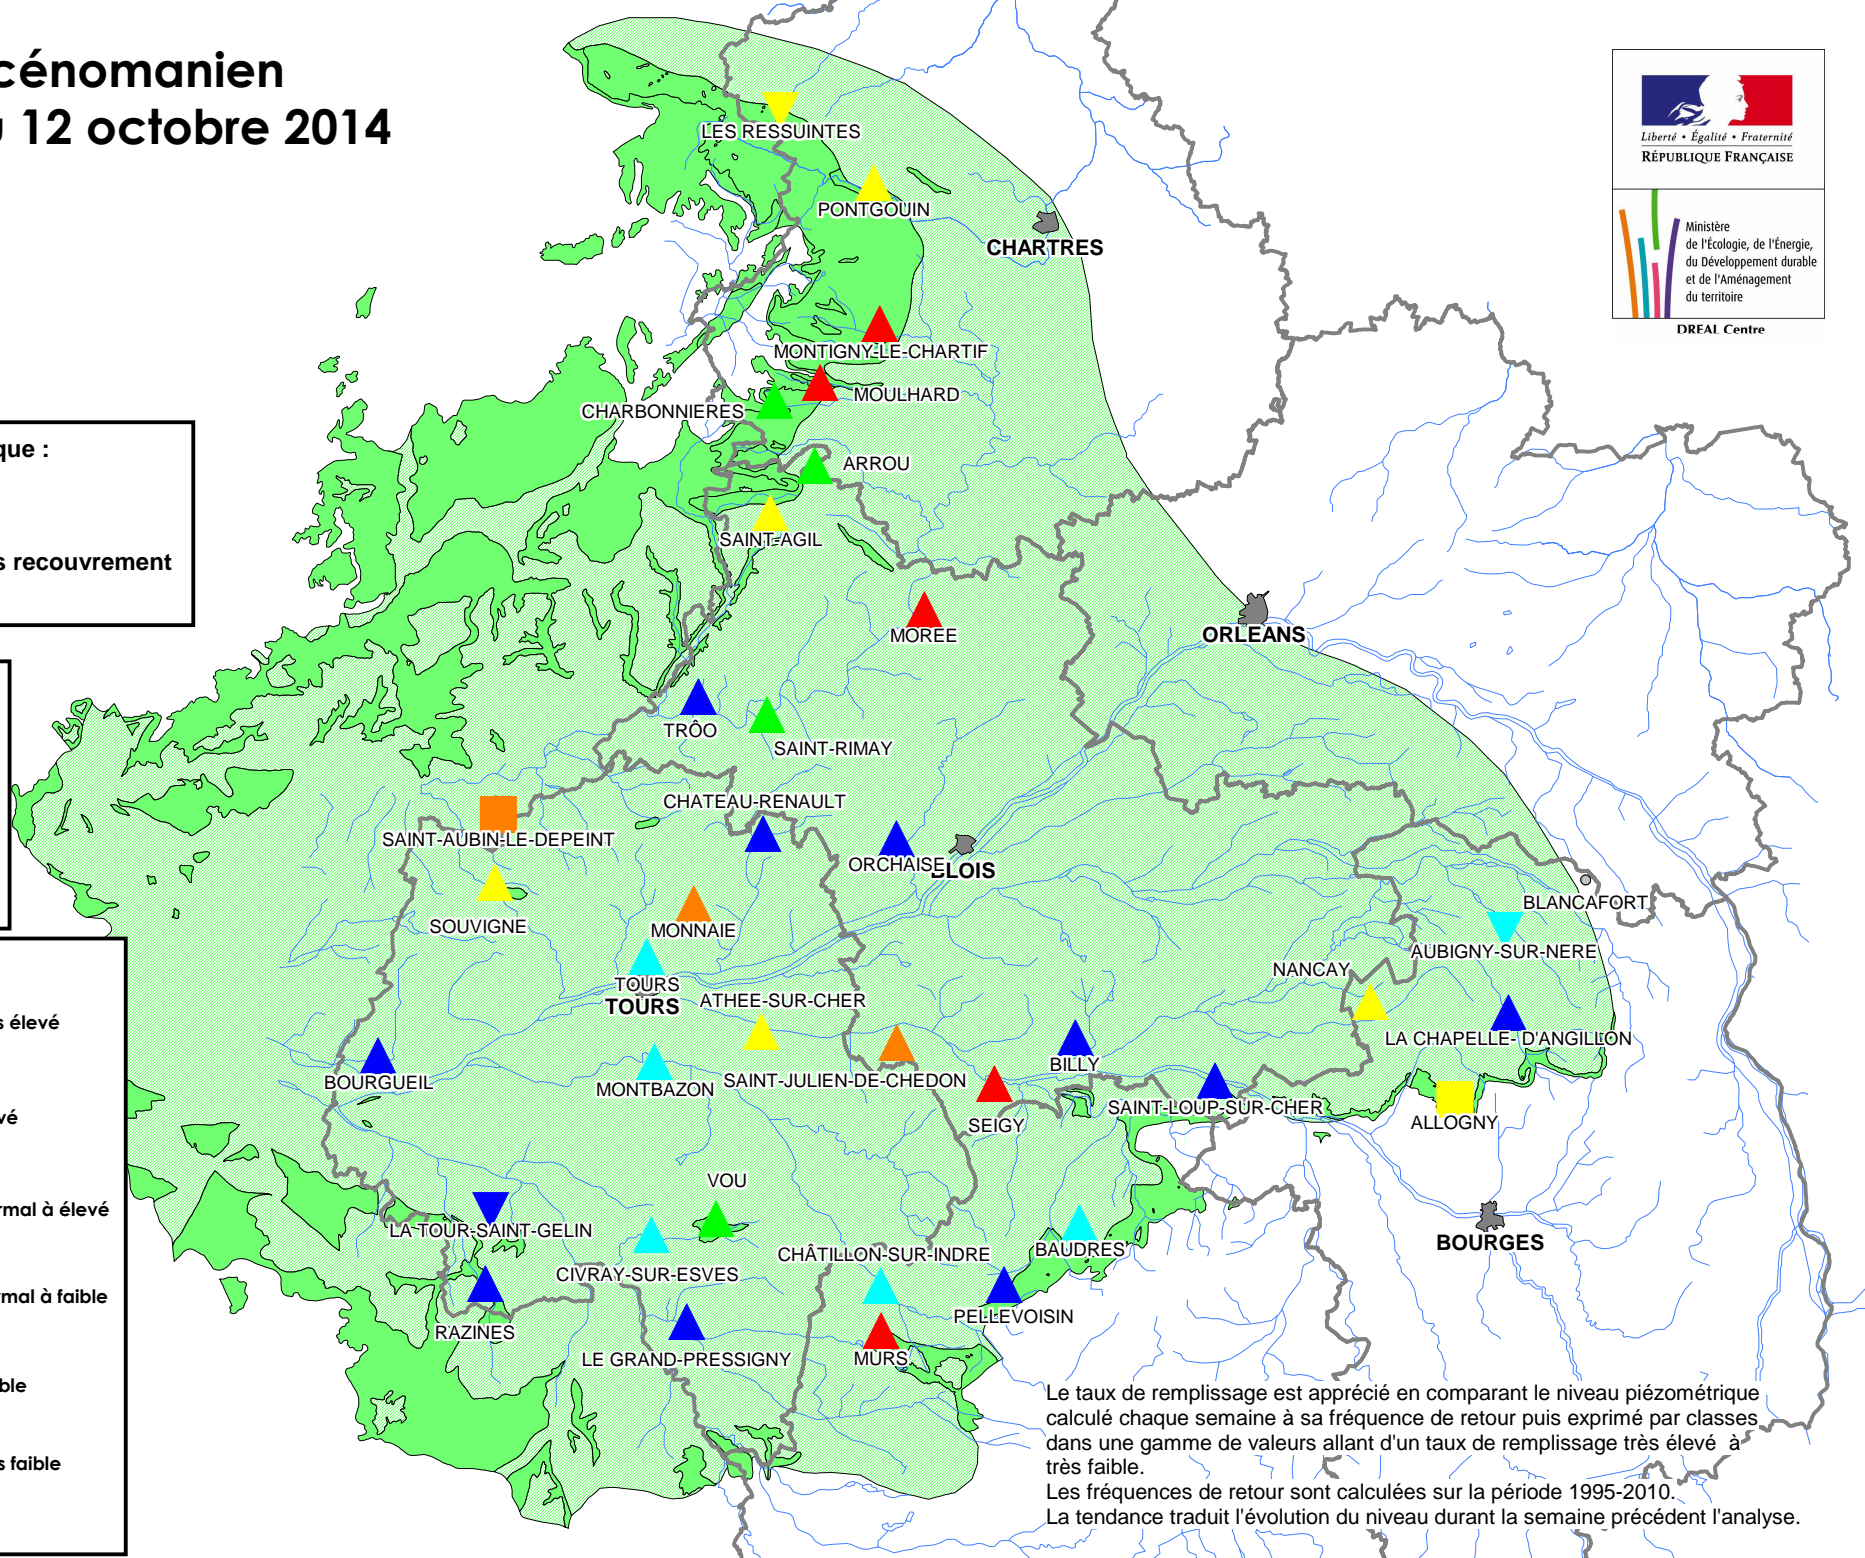 cénomanien
u 12 octobre 2014
Liberté • Égalité • Fraternité
RÉPUBLIQUE FRANÇAISE
Ministère
de l'Écologie, de l'Énergie,
du Développement durable
et de l'Aménagement
du territoire
DREAL Centre
LES RESSUINTES
PONTGOUIN
CHARTRES
MONTIGNY-LE-CHARTIF
MOULHARD
CHARBONNIERES
que :
ARROU
SAINT-AGIL
s recouvrement
MOREE
ORLEANS
TRÔO
SAINT-RIMAY
CHATEAU-RENAULT
SAINT-AUBIN-LE-DEPEINT
ORCHAISE
BLOIS
SOUVIGNE
MONNAIE
BLANCAFORT
AUBIGNY-SUR-NERE
NANCAY
TOURS
TOURS
ATHEE-SUR-CHER
s élevé
LA CHAPELLE- D'ANGILLON
BOURGUEIL
MONTBAZON
SAINT-JULIEN-DE-CHEDON
BILLY
SAINT-LOUP-SUR-CHER
SEIGY
ALLOGNY
vé
VOU
rmal à élevé
LA TOUR-SAINT-GELIN
CIVRAY-SUR-ESVES
CHÂTILLON-SUR-INDRE
BAUDRES
BOURGES
rmal à faible
RAZINES
PELLEVOISIN
LE GRAND-PRESSIGNY
MURS
ble
s faible
Le taux de remplissage est apprécié en comparant le niveau piézométrique
calculé chaque semaine à sa fréquence de retour puis exprimé par classes
dans une gamme de valeurs allant d'un taux de remplissage très élevé à
très faible.
Les fréquences de retour sont calculées sur la période 1995-2010.
La tendance traduit l'évolution du niveau durant la semaine précédent l'analyse.